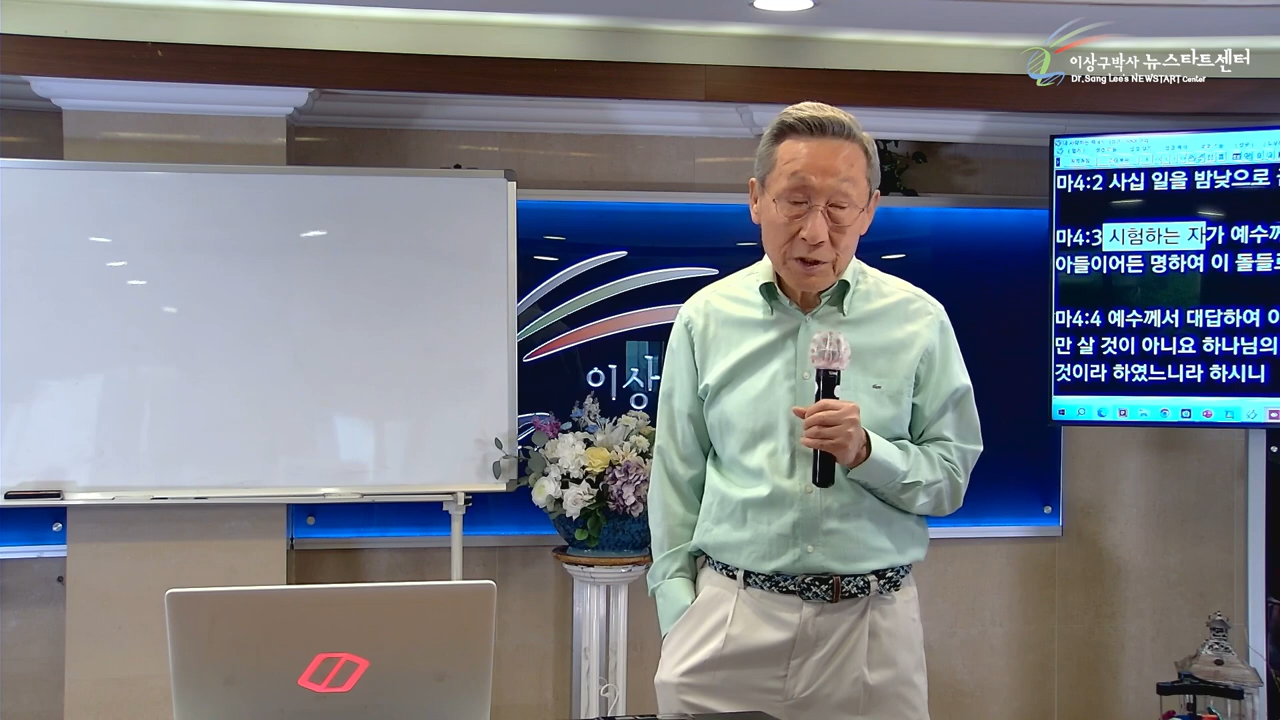 이상구박사 뉴스타트센터
Dr.Sang Lee's NEWSTART Center
마4:2 사십 일을 밤낮으로
마4:3 시험하는 자가 예수께
아들이어든 명하여 이 돌들로
마4:4 예수께서 대답하여 이
만 살 것이 아니요 하나님의
것이라 하였느니라 하시니
이상